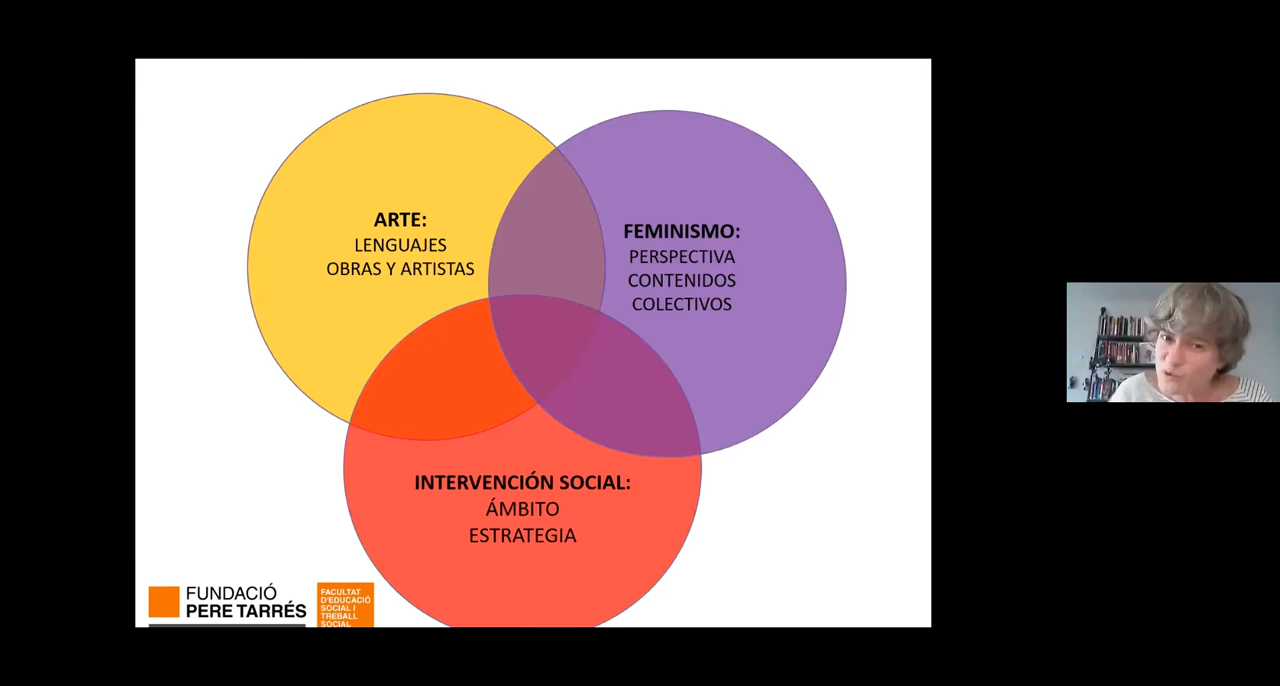 ARTE:
LENGUAJES
OBRAS Y ARTISTAS
FEMINISMO:
PERSPECTIVA
CONTENIDOS
COLECTIVOS
INTERVENCIÓN SOCIAL:
ÁMBITO
ESTRATEGIA
FUNDACIÓ
PERE TARRÉS
FACULTAT
D'EDUCACIÓ
SOCIAL I
TREBALL
SOCIAL